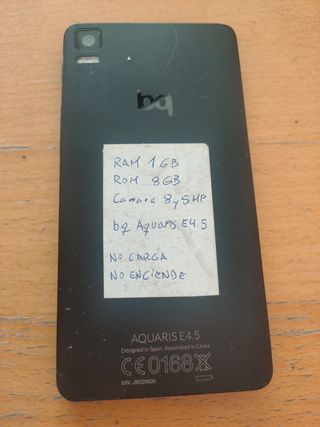 bq
RAM 1GB
ROM 8GB
Camara 8y5MP
bq Aquaris E4.5
NO CARGA
NO ENCIENDE
AQUARIS E4.5
Designed in Spain. Assembled in China
CE0168
S/N: JB028600